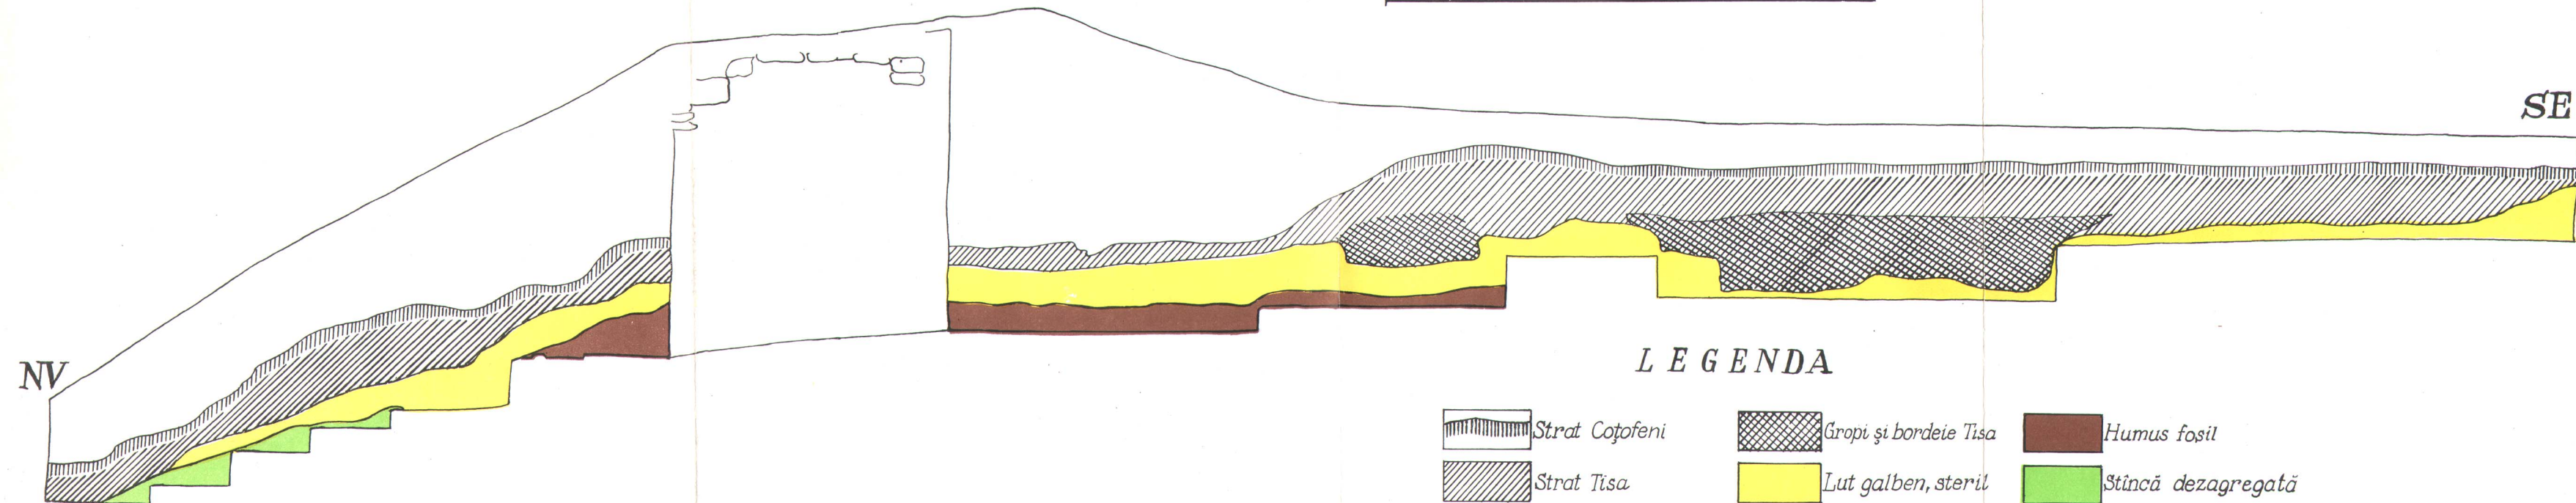 SE
NV
LEGENDA
Strat Coțofeni
Gropi și bordeie Tisa
Humus fosil
Strat Tisa
Lut galben, steril
Stîncă dezagregată